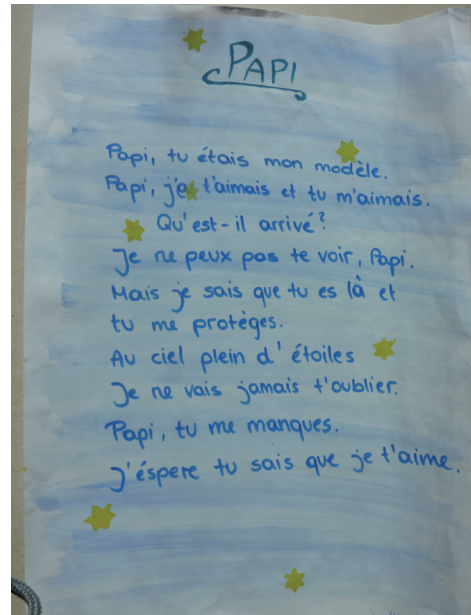 PAPI
Papi, tu étais mon modèle.
Papi, j'e t'aimais et tu m'aimais.
Qu'est-il arrivé?
Je ne peux pas te voir, Papi.
Mais je sais que tu es là et
tu me protèges.
Au ciel plein d'étoiles
Je ne vais jamais t'oublier.
Papi, tu me manques.
J'éspere tu sais que je t'aime.